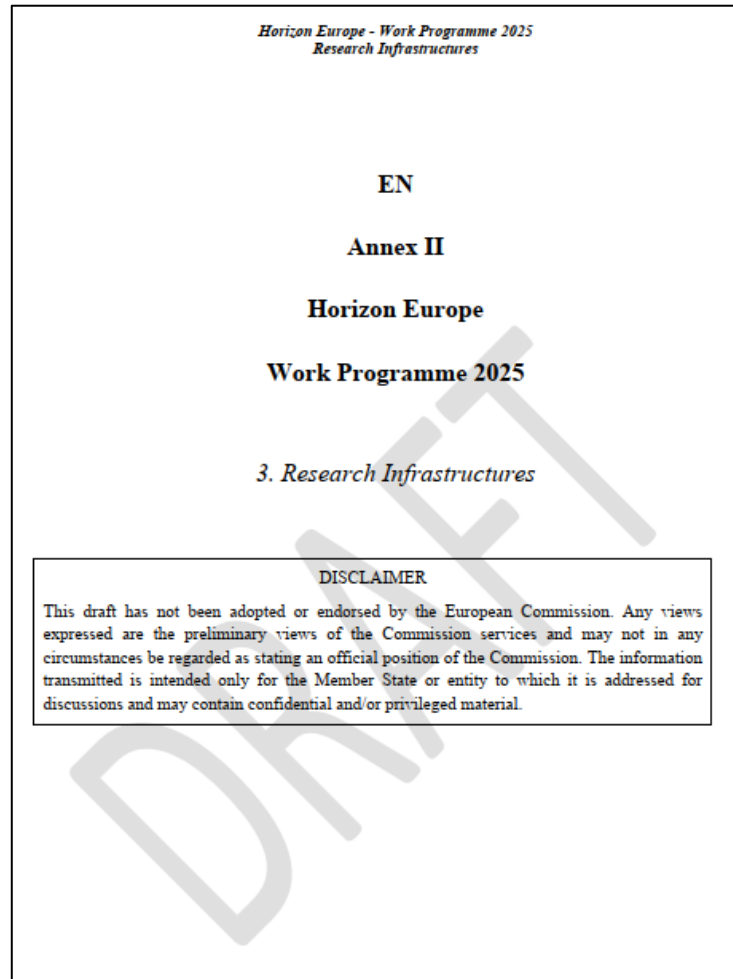 Horizon Europe - Work Programme 2025
Research Infrastructures
EN
Annex II
Horizon Europe
Work Programme 2025
3. Research Infrastructures
DRAFT
DISCLAIMER
This draft has not been adopted or endorsed by the European Commission. Any views
expressed are the preliminary views of the Commission services and may not in any
circumstances be regarded as stating an official position of the Commission. The information
transmitted is intended only for the Member State or entity to which it is addressed for
discussions and may contain confidential and/or privileged material.